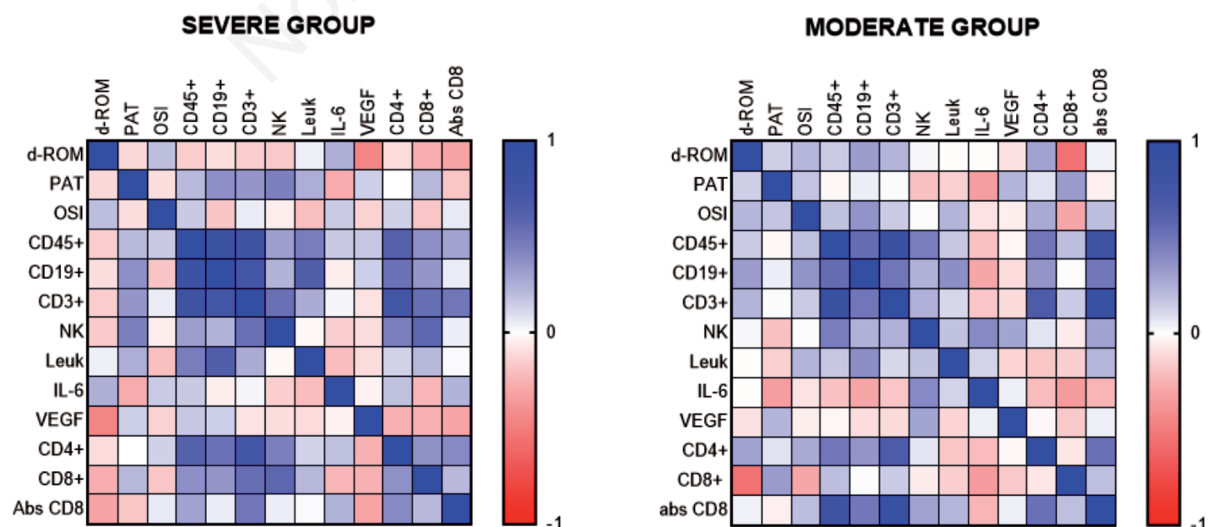 SEVERE GROUP
d-ROM PAT OSI CD45+ CD19+ CD3+ NK Leuk IL-6 VEGF CD4+ CD8+ Abs CD8
d-ROM
PAT
OSI
CD45+
CD19+
CD3+
NK
Leuk
IL-6
VEGF
CD4+
CD8+
Abs CD8
1
0
-1
MODERATE GROUP
d-ROM PAT OSI CD45+ CD19+ CD3+ NK Leuk IL-6 VEGF CD4+ CD8+ abs CD8
d-ROM
PAT
OSI
CD45+
CD19+
CD3+
NK
Leuk
IL-6
VEGF
CD4+
CD8+
abs CD8
1
0
-1